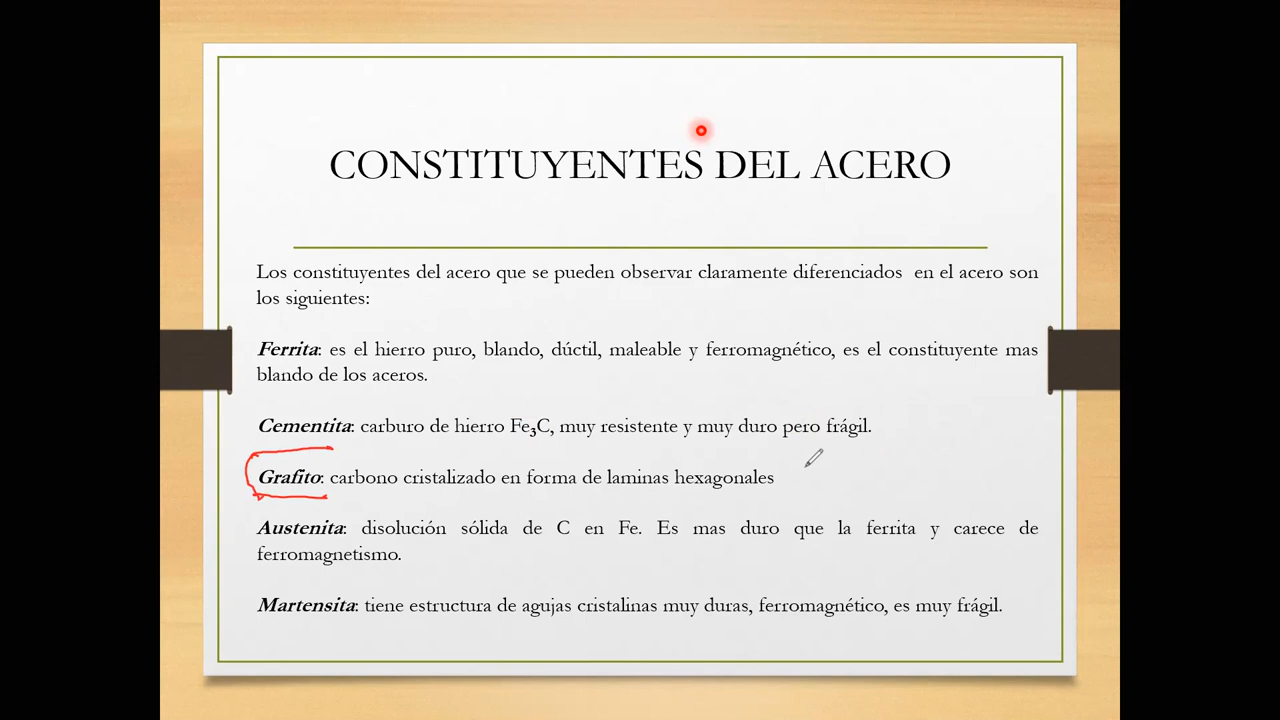 CONSTITUYENTES DEL ACERO
Los constituyentes del acero que se pueden observar claramente diferenciados en el acero son
los siguientes:
Ferrita: es el hierro puro, blando, dúctil, maleable y ferromagnético, es el constituyente mas
blando de los aceros.
Cementita: carburo de hierro Fe₃C, muy resistente y muy duro pero frágil.
Grafito: carbono cristalizado en forma de laminas hexagonales
Austenita: disolución sólida de C en Fe. Es mas duro que la ferrita y carece de
ferromagnetismo.
Martensita: tiene estructura de agujas cristalinas muy duras, ferromagnético, es muy frágil.